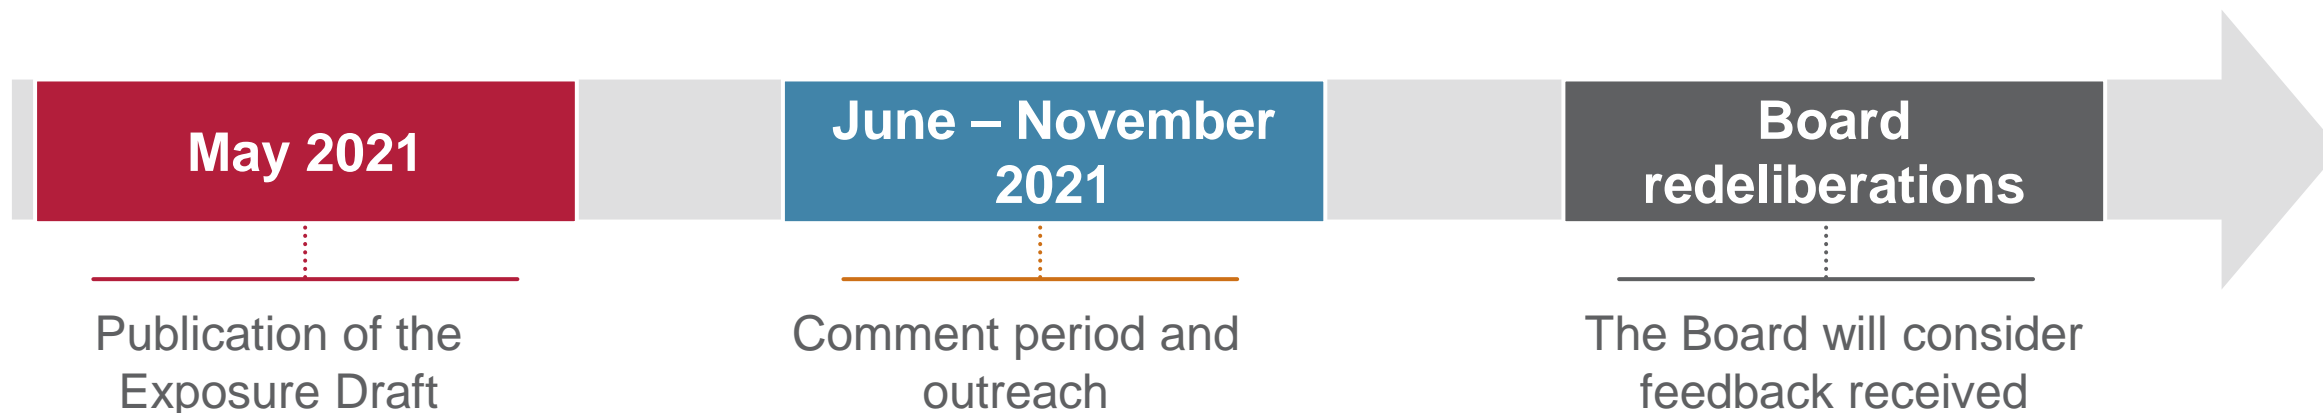 May 2021
Publication of the
Exposure Draft
June – November
2021
Comment period and
outreach
Board
redeliberations
The Board will consider
feedback received